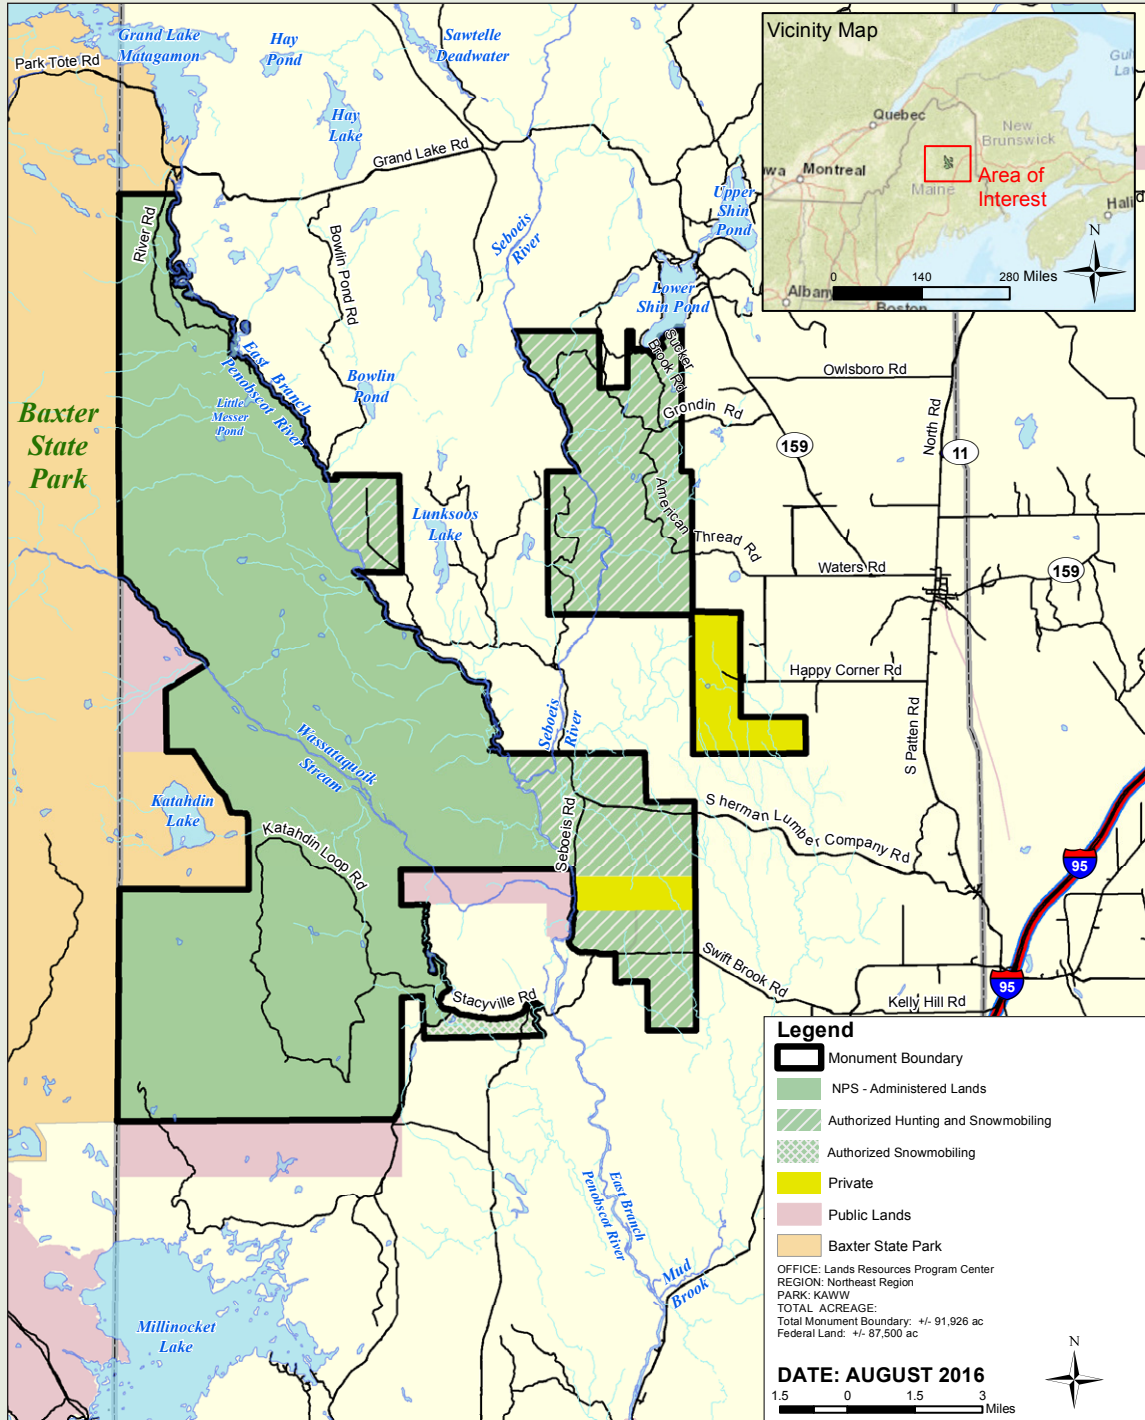 Grand Lake
Matagamon
Hay
Pond
Sawtelle
Deadwater
Park Tote Rd
Hay
Lake
Grand Lake Rd
Upper
Shin
Pond
River Rd
Bowlin Pond Rd
Seboeis
River
Lower
Shin Pond
Sucker
Brook Rd
Owlsboro Rd
East Branch
Penobscot River
Bowlin
Pond
Little
Messer
Pond
Grondin Rd
North Rd
Baxter
State
Park
159
11
Lunksoos
Lake
American Thread Rd
Waters Rd
159
Happy Corner Rd
Seboeis
River
S Patten Rd
Wassataquoik
Stream
Katahdin
Lake
Katahdin Loop Rd
Seboeis Rd
Sherman Lumber Company Rd
95
Swift Brook Rd
95
Stacyville Rd
Kelly Hill Rd
East Branch
Penobscot River
Mud
Brook
Millinocket
Lake
Vicinity Map
Gul
La
Quebec
New
Brunswick
wa
Montreal
Maine
Area of
Interest
Hali
d
N
0 140 280 Miles
Albany
Boston
Legend
Monument Boundary
NPS - Administered Lands
Authorized Hunting and Snowmobiling
Authorized Snowmobiling
Private
Public Lands
Baxter State Park
OFFICE: Lands Resources Program Center
REGION: Northeast Region
PARK: KAWW
TOTAL ACREAGE:
Total Monument Boundary: +/- 91,926 ac
Federal Land: +/- 87,500 ac
N
DATE: AUGUST 2016
1.5 0 1.5 3
Miles